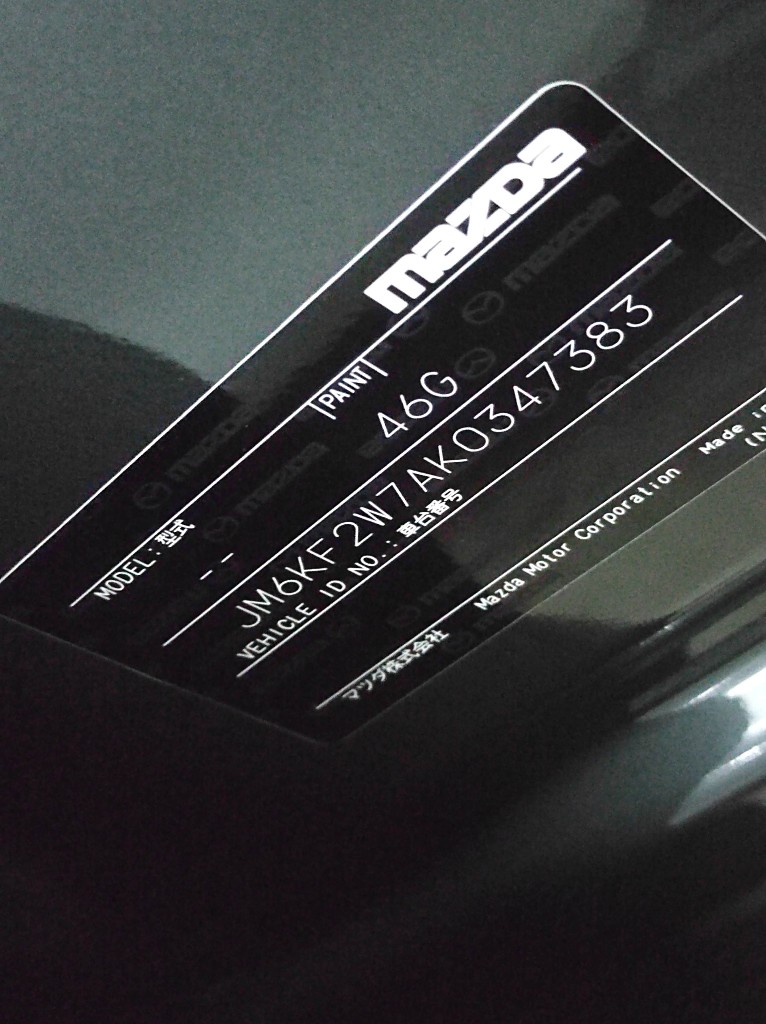 mazda
MODEL:型式
PAINT
--
46G
JM6KF2W7AK0347383
VEHICLE ID NO.:車台番号
マツダ株式会社 Mazda Motor Corporation Made in